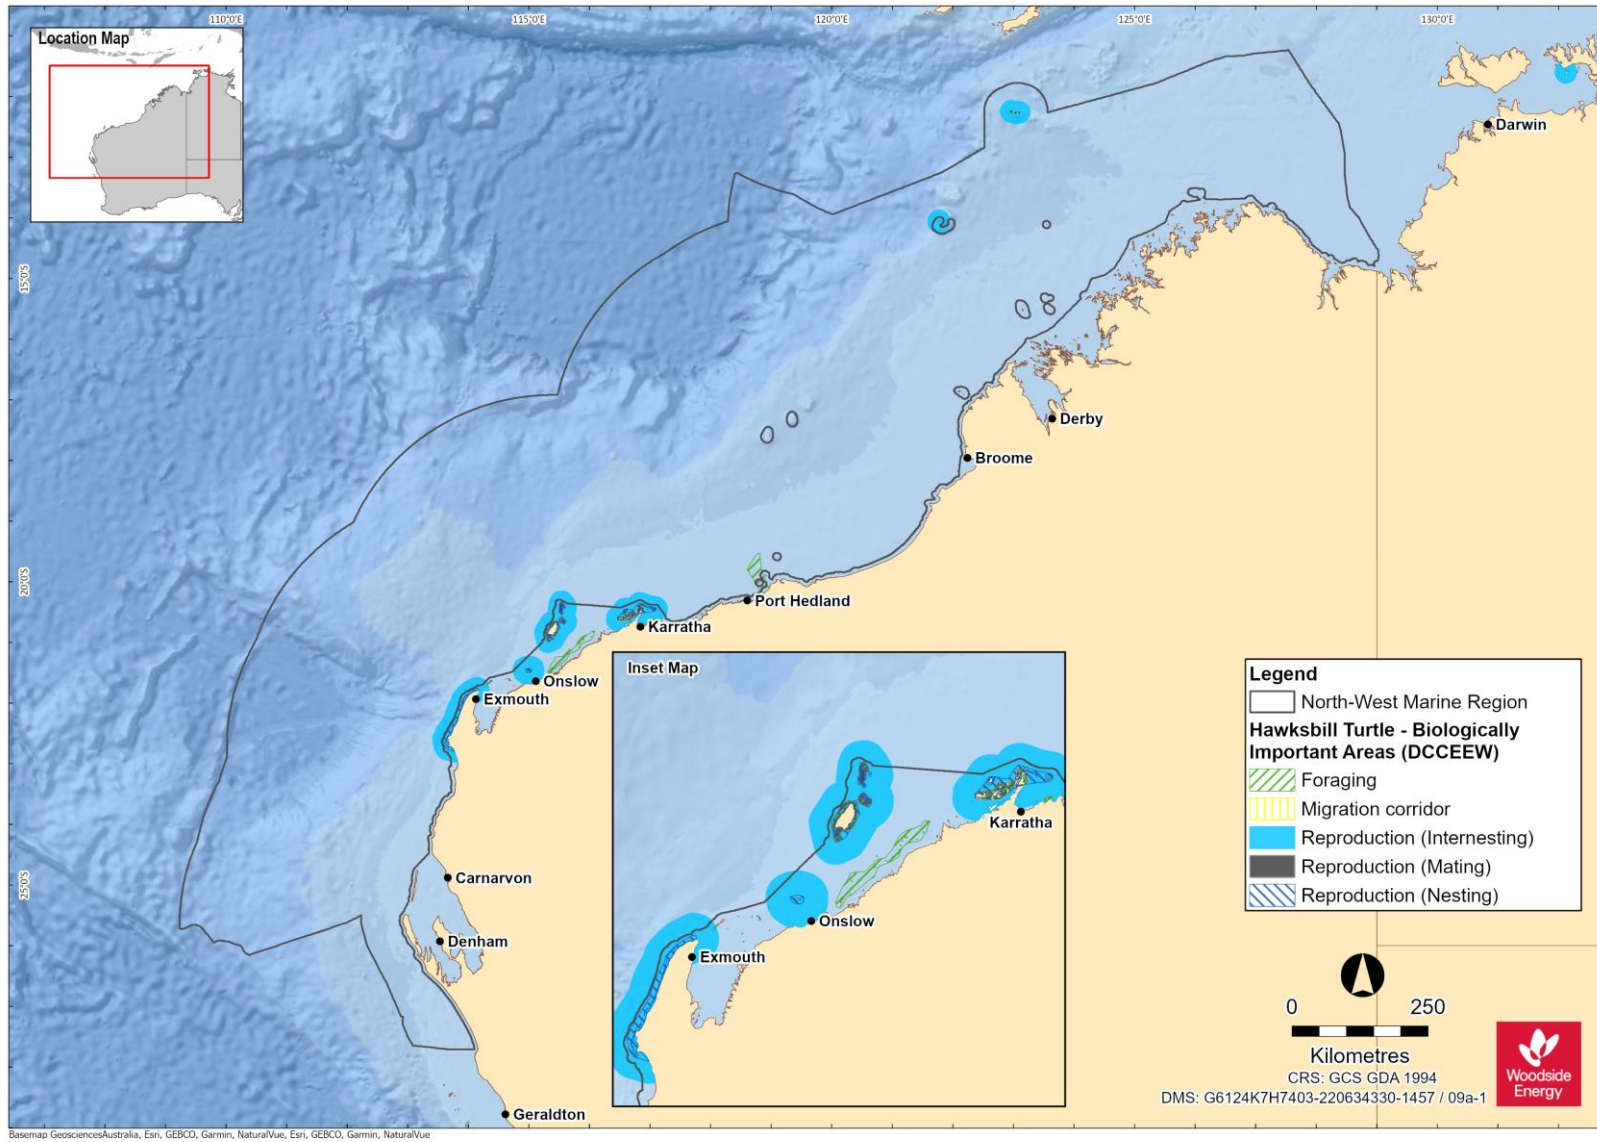 110°0'E
115°0'E
120°0'E
125°0'E
130°0'E
Location Map
Darwin
15°0'S
Derby
Broome
20°0'S
Port Hedland
Karratha
Onslow
Exmouth
Inset Map
Karratha
Onslow
Exmouth
25°0'S
Carnarvon
Denham
Geraldton
Legend
North-West Marine Region
Hawksbill Turtle - Biologically
Important Areas (DCCEEW)
Foraging
Migration corridor
Reproduction (Internesting)
Reproduction (Mating)
Reproduction (Nesting)
0 250
Kilometres
CRS: GCS GDA 1994
DMS: G6124K7H7403-220634330-1457 / 09a-1
Woodside
Energy
Basemap GeosciencesAustralia, Esri, GEBCO, Garmin, NaturalVue, Esri, GEBCO, Garmin, NaturalVue